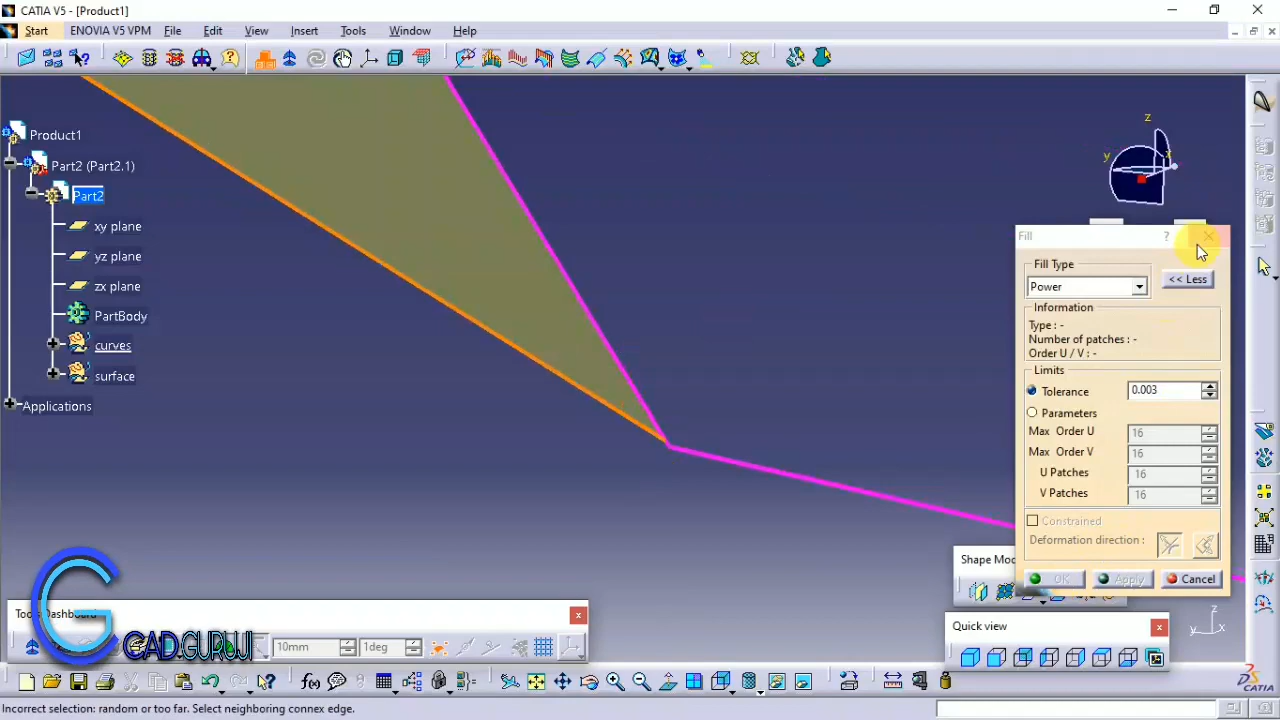 CATIA V5 - [Product1]
Start ENOVIA V5 VPM File Edit View Insert Tools Window Help
Product1
Part2 (Part2.1)
Part2
xy plane
yz plane
zx plane
PartBody
curves
surface
Applications
z
y
x
Fill ?
Fill Type
Power << Less
Information
Type : -
Number of patches : -
Order U / V : -
Limits
Tolerance 0.003
Parameters
Max Order U 16
Max Order V 16
U Patches 16
V Patches 16
Constrained
Deformation direction :
OK Apply Cancel
Shape Mo
Quick view
Tools Dashboard
10mm 1deg
CAD.GURUJI
z
y x
CATIA
Incorrect selection: random or too far. Select neighboring connex edge.